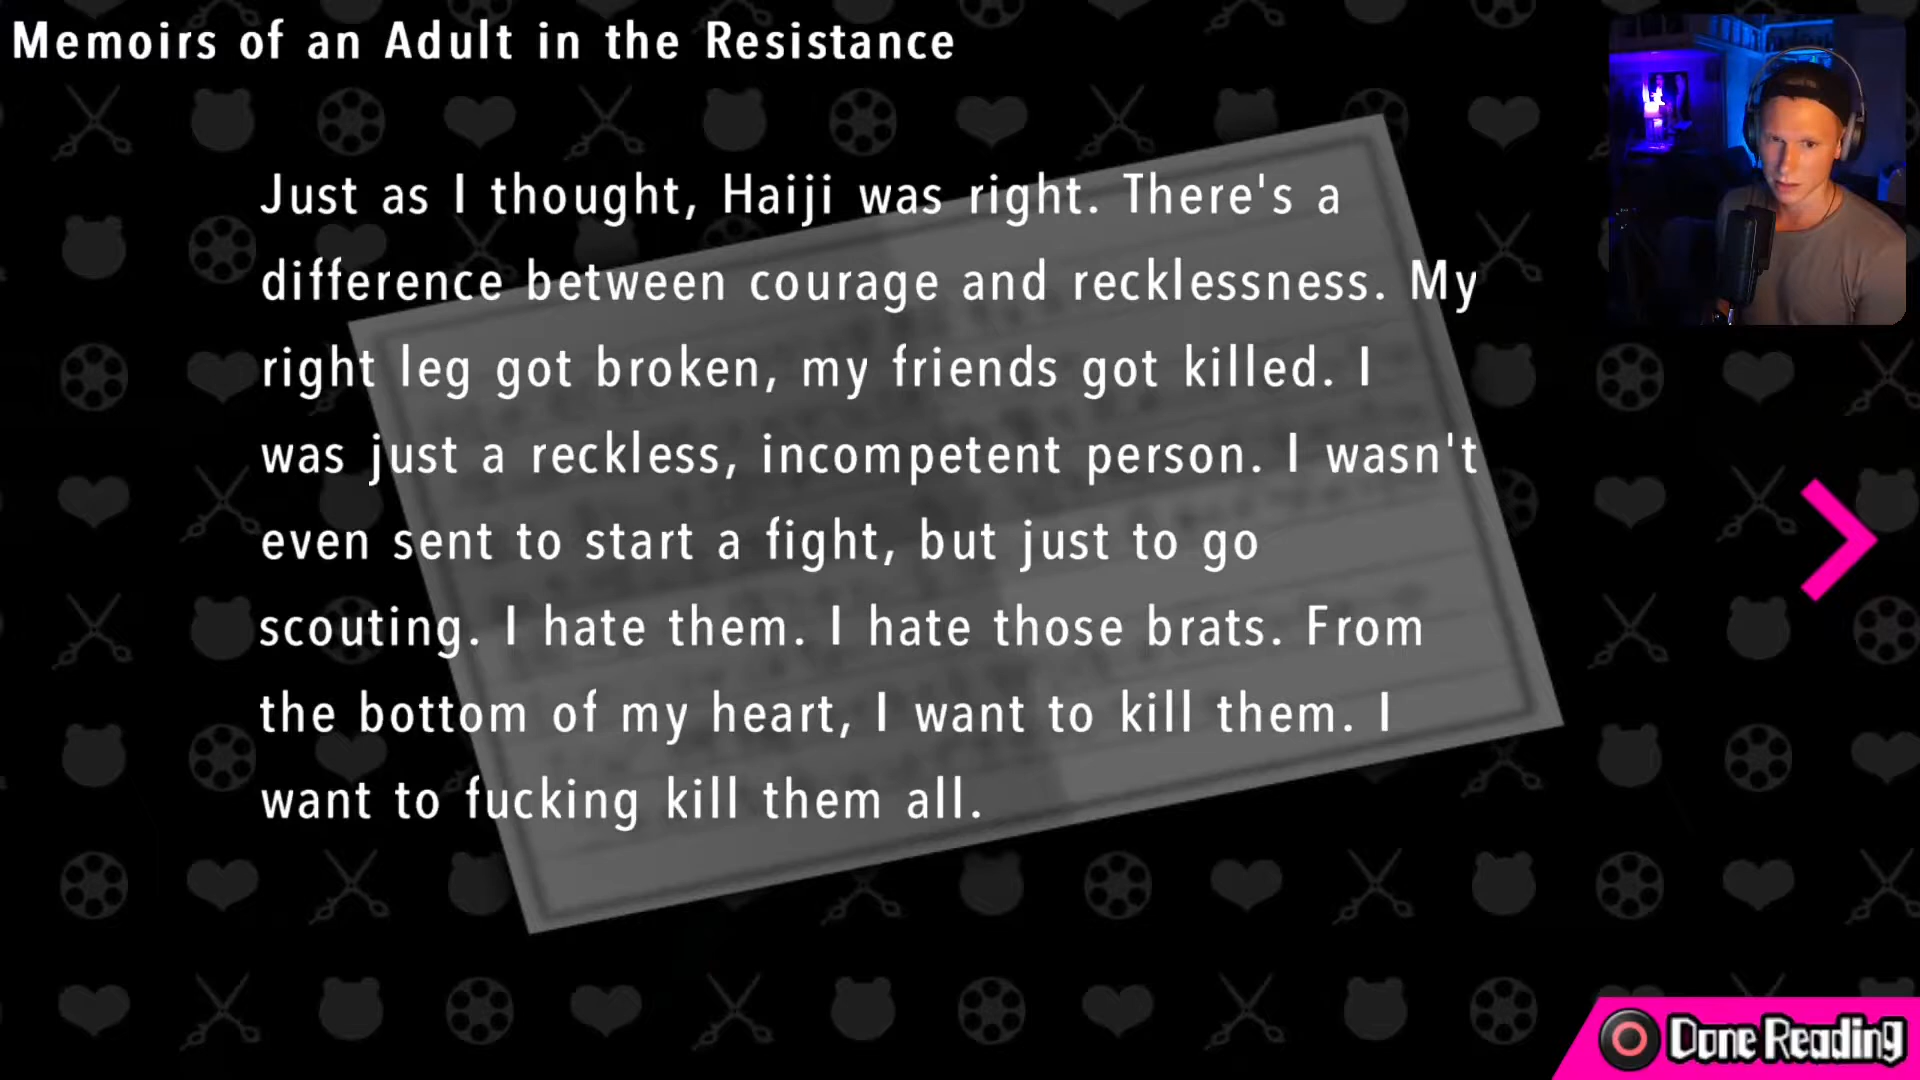 Memoirs of an Adult in the Resistance
Just as I thought, Haiji was right. There's a
difference between courage and recklessness. My
right leg got broken, my friends got killed. I
was just a reckless, incompetent person. I wasn't
even sent to start a fight, but just to go
scouting. I hate them. I hate those brats. From
the bottom of my heart, I want to kill them. I
want to fucking kill them all.
Done Reading